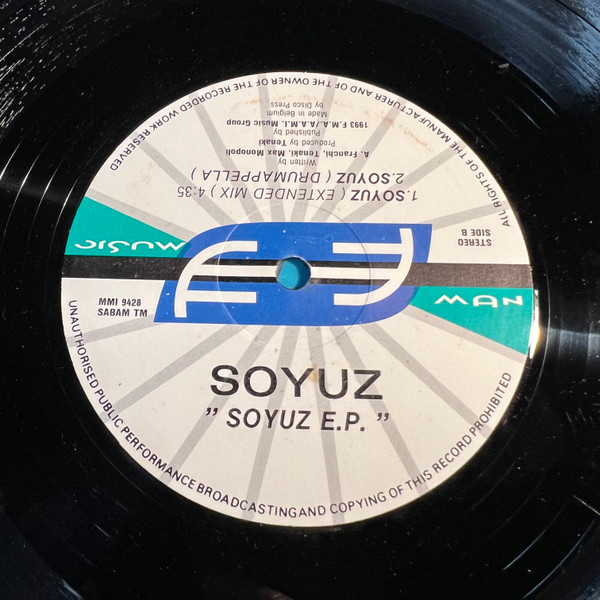 SOYUZ
" SOYUZ E.P. "
MMI 9428
SABAM TM
STEREO
SIDE B
NEW
MUSIC
1.SOYUZ ( EXTENDED MIX ) 4:35
2.SOYUZ ( DRUMAPPELLA )
Written by
A. Franchi, Tenaki, Max Monopoli
Produced by Tenaki
Published by
1993 F.M.A./A.A.M.I. Music Group
Made in Belgium
by Disco Press
ALL RIGHTS OF THE MANUFACTURER AND OF THE OWNER OF THE RECORDED WORK RESERVED
UNAUTHORISED PUBLIC PERFORMANCE BROADCASTING AND COPYING OF THIS RECORD PROHIBITED